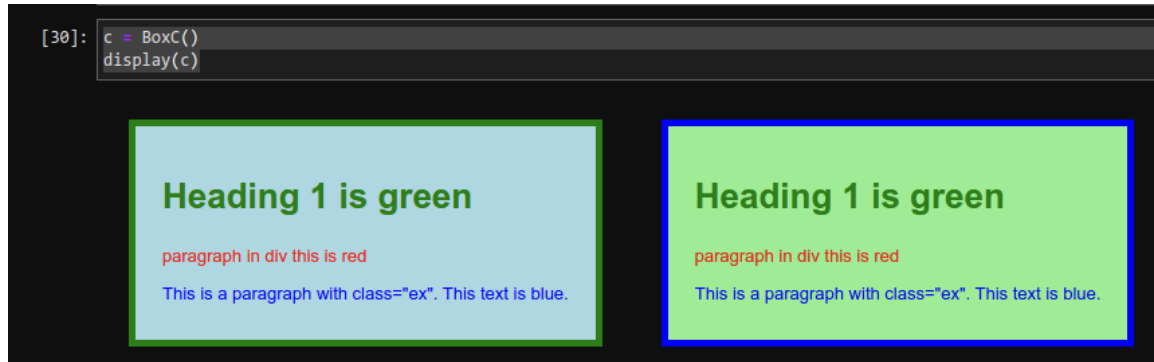 [30]: c = BoxC()
display(c)
Heading 1 is green
paragraph in div this is red
This is a paragraph with class="ex". This text is blue.
Heading 1 is green
paragraph in div this is red
This is a paragraph with class="ex". This text is blue.